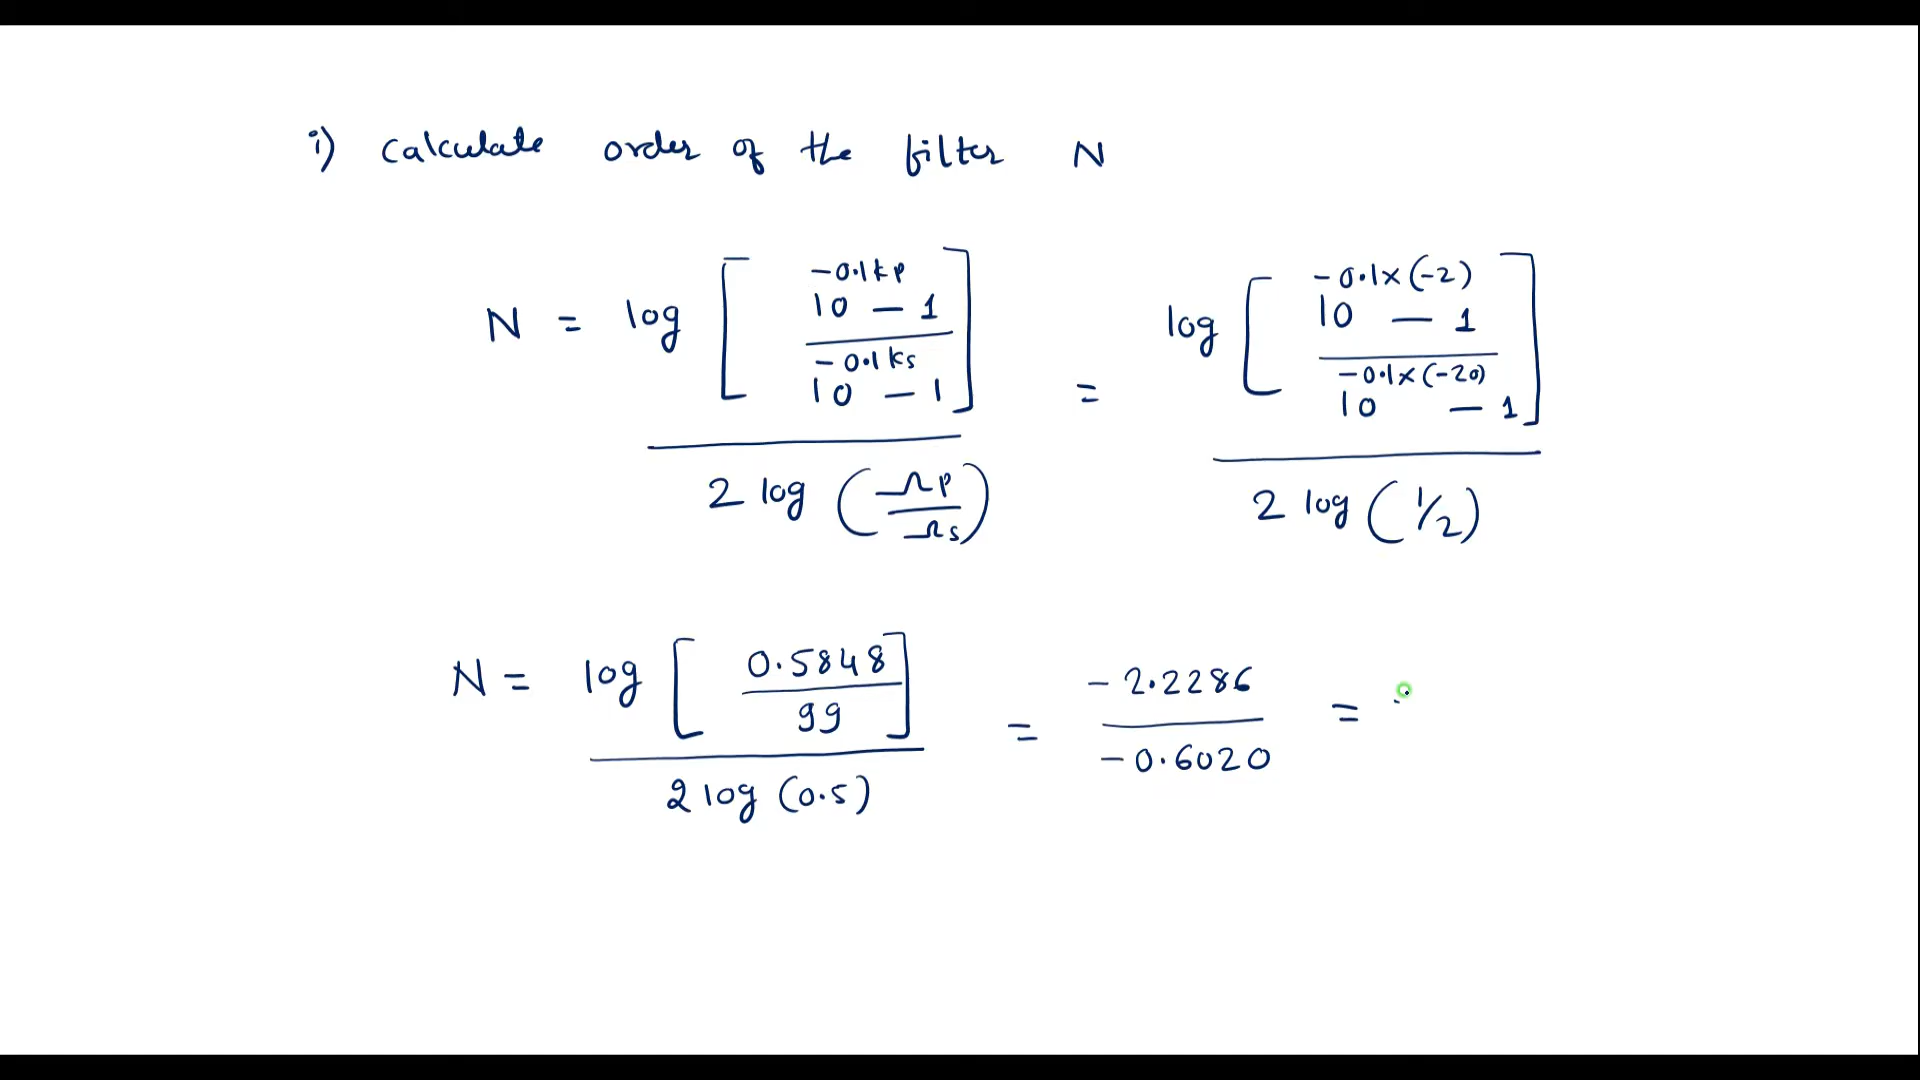 i) calculate order of the filter N
N = log [ (10^(-0.1kp) - 1) / (10^(-0.1ks) - 1) ] / 2 log (Ωp/Ωs) = log [ (10^(-0.1x(-2)) - 1) / (10^(-0.1x(-20)) - 1) ] / 2 log (1/2)
N = log [ 0.5848 / 99 ] / 2 log (0.5) = -2.2286 / -0.6020 =